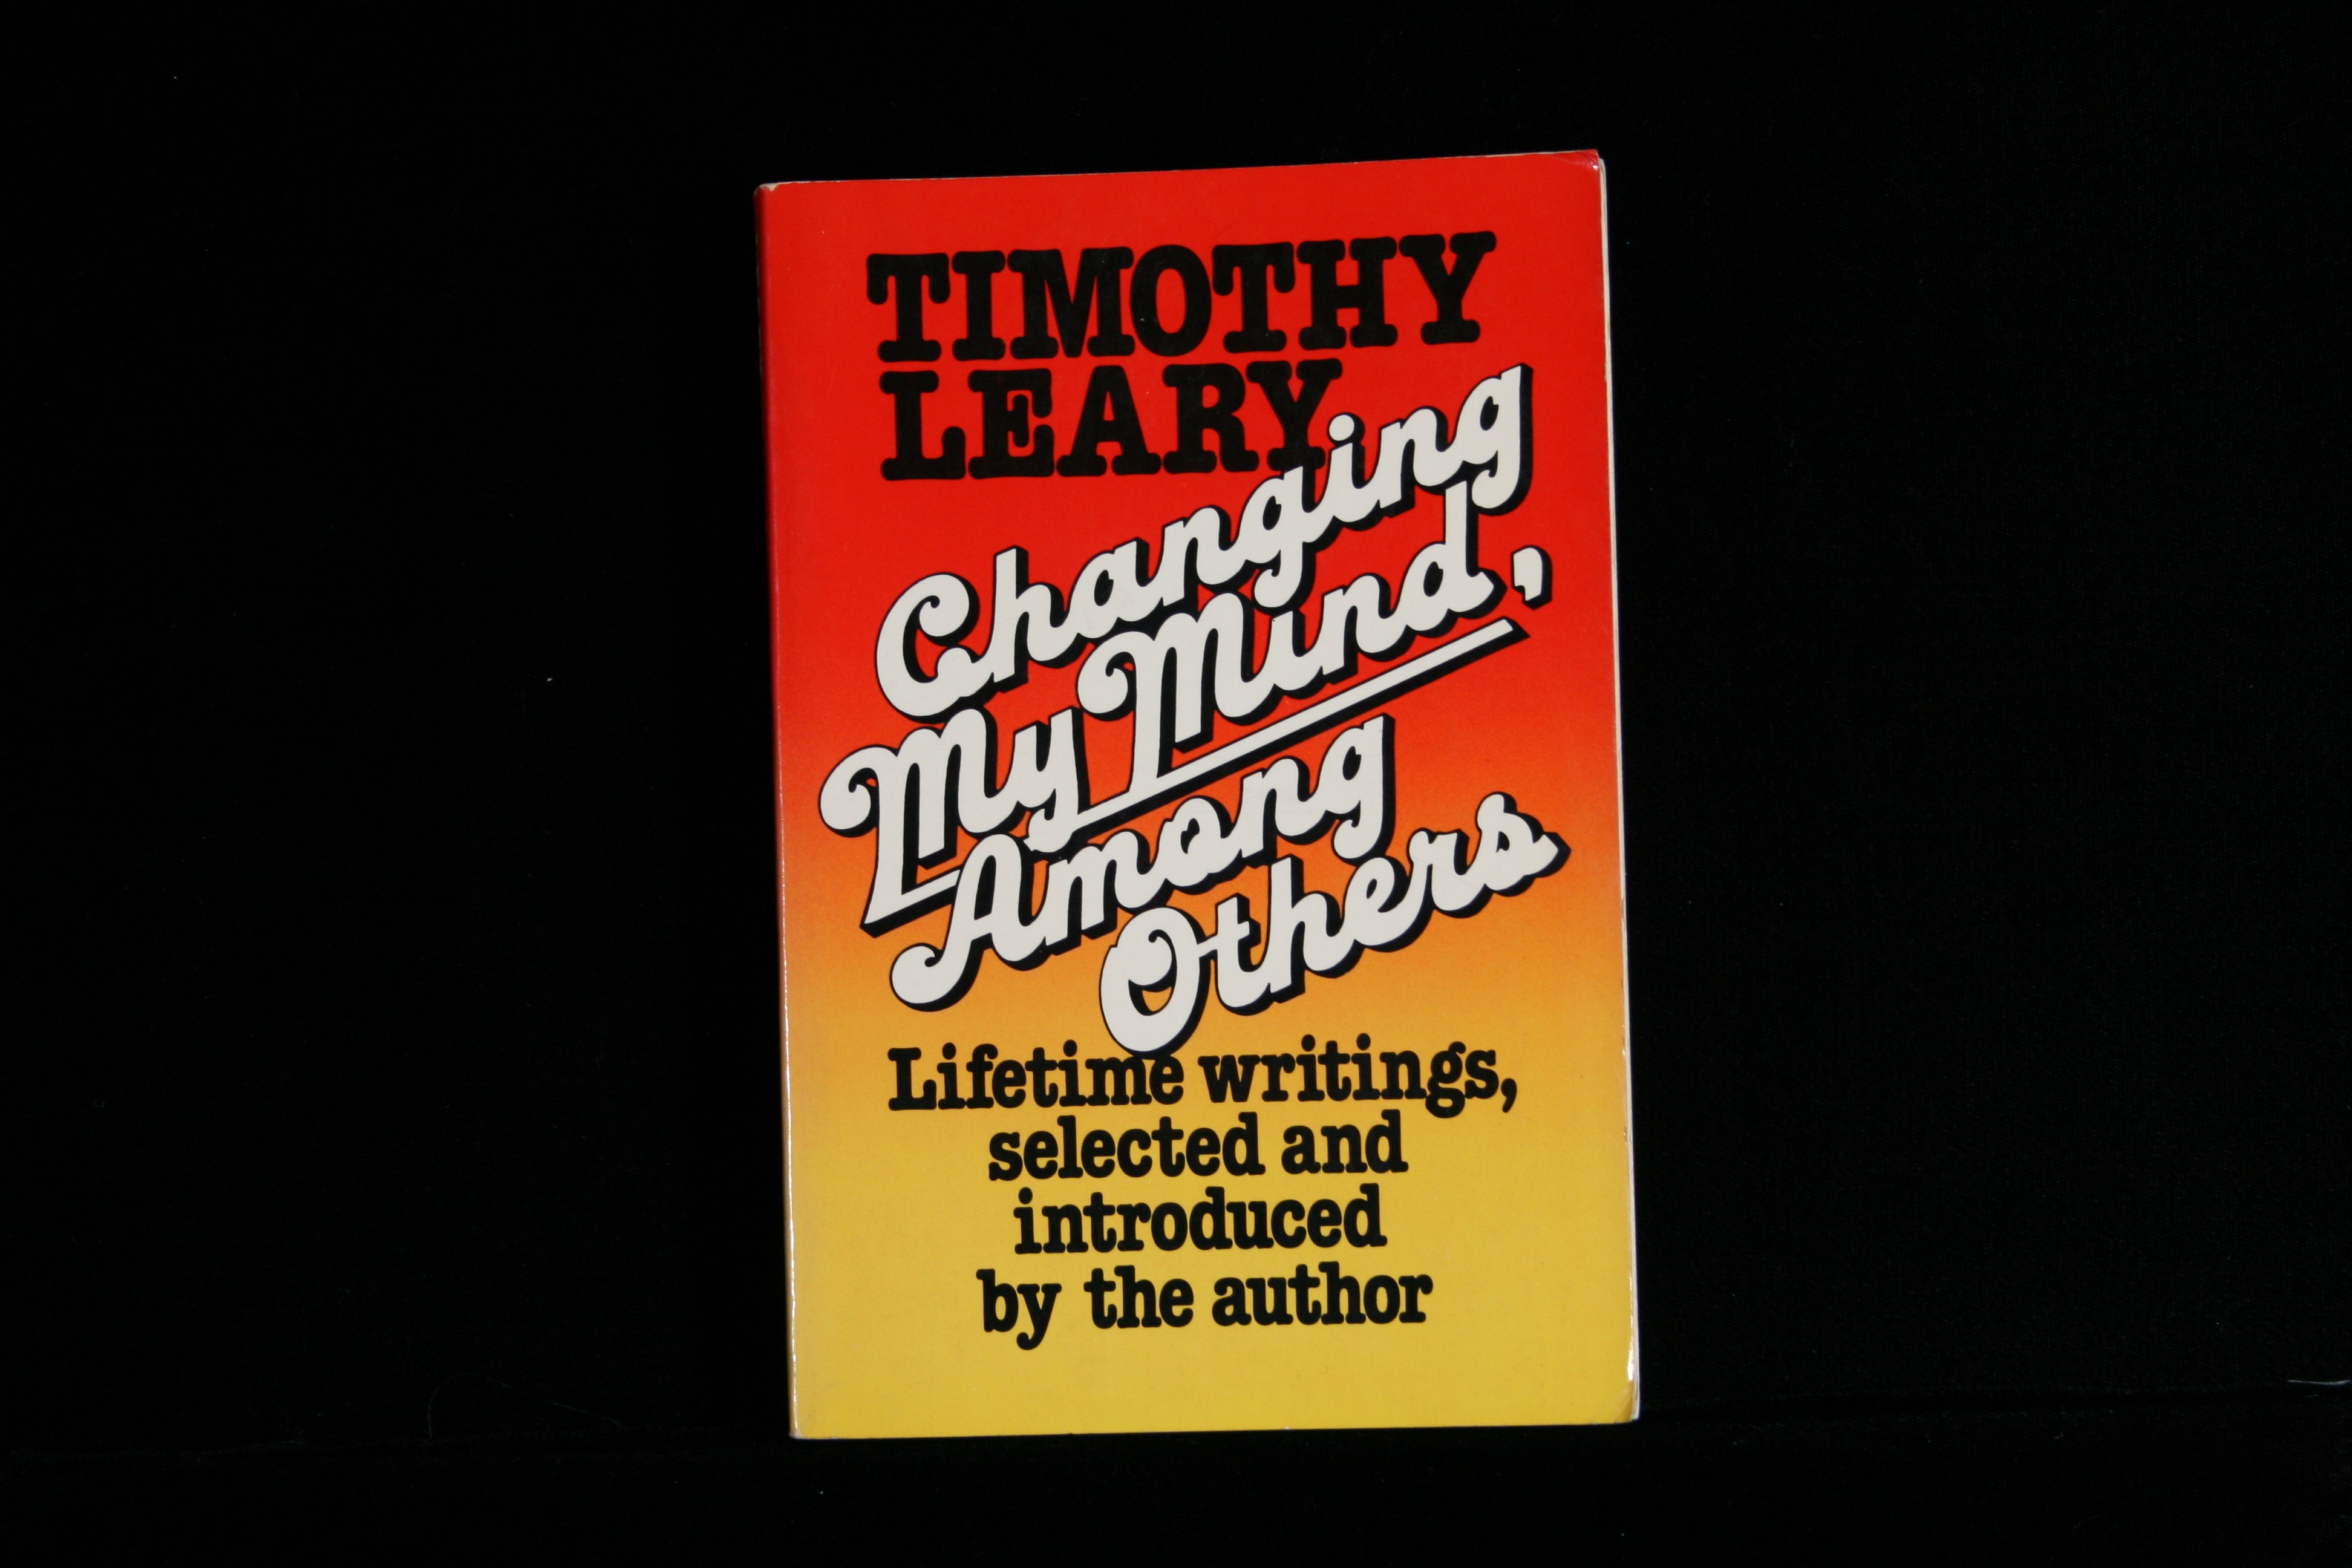 TIMOTHY
LEARY
Changing
My Mind,
Among
Others
Lifetime writings,
selected and
introduced
by the author